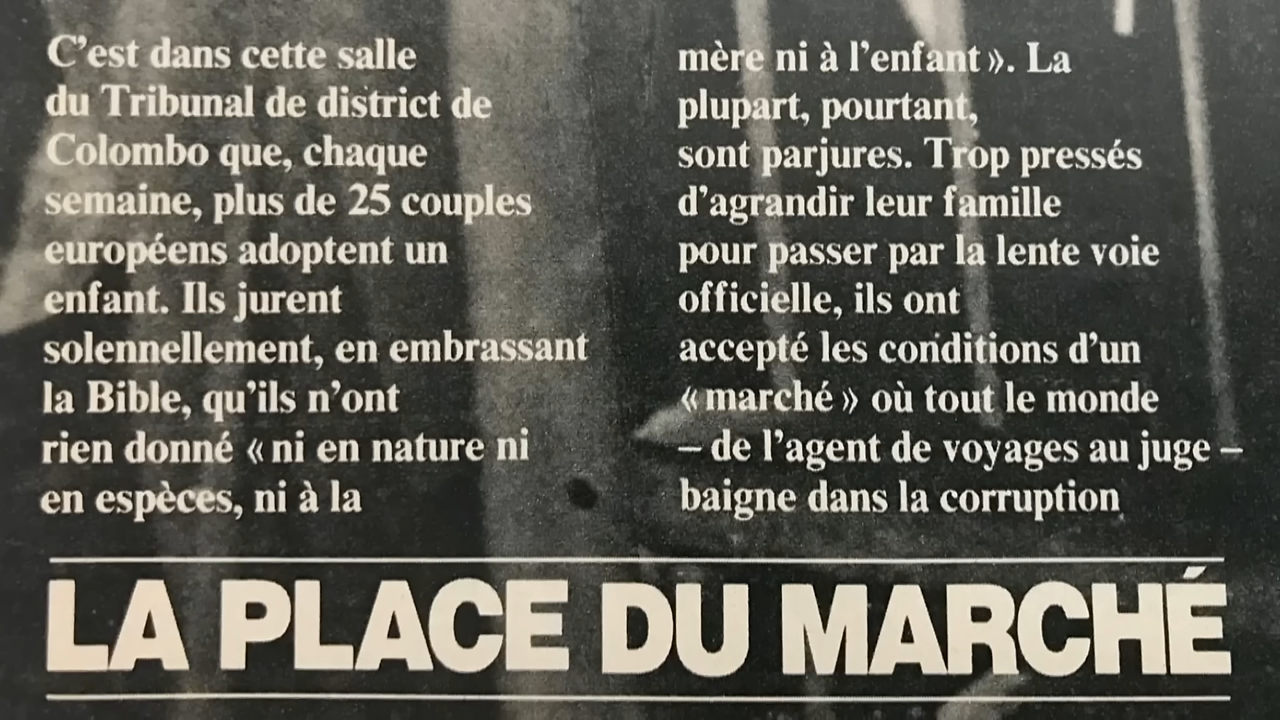 C’est dans cette salle
du Tribunal de district de
Colombo que, chaque
semaine, plus de 25 couples
européens adoptent un
enfant. Ils jurent
solennellement, en embrassant
la Bible, qu’ils n’ont
rien donné « ni en nature ni
en espèces, ni à la
mère ni à l’enfant ». La
plupart, pourtant,
sont parjures. Trop pressés
d’agrandir leur famille
pour passer par la lente voie
officielle, ils ont
accepté les conditions d’un
« marché » où tout le monde
– de l’agent de voyages au juge –
baigne dans la corruption
LA PLACE DU MARCHÉ